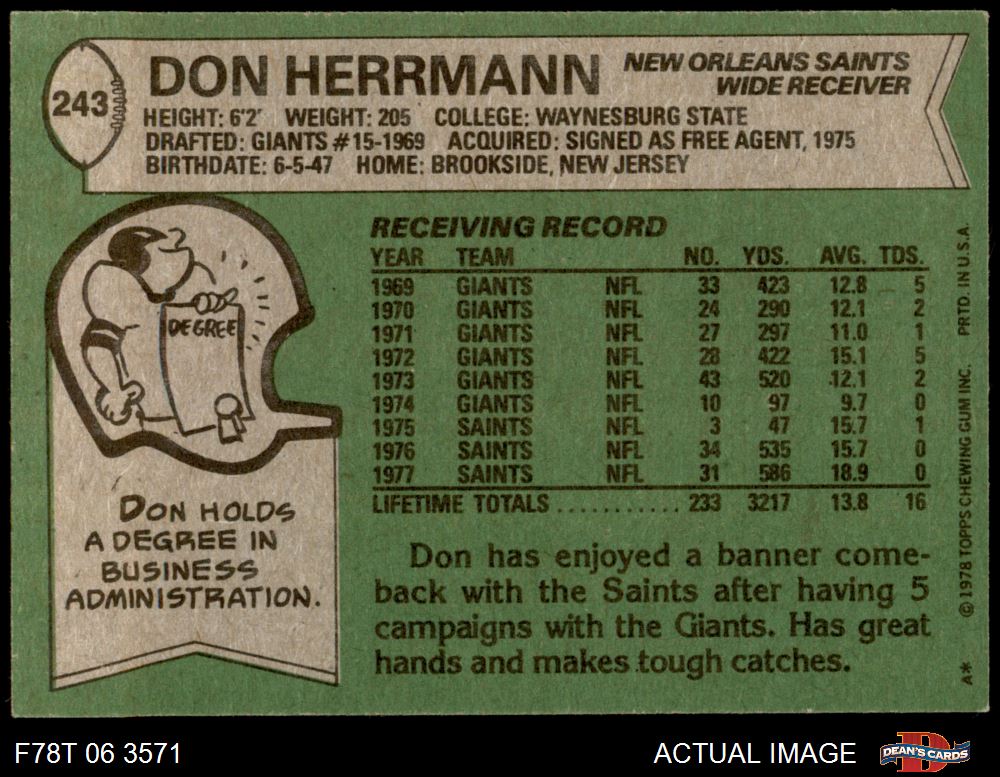 243
DON HERRMANN
NEW ORLEANS SAINTS
WIDE RECEIVER
HEIGHT: 6'2" WEIGHT: 205 COLLEGE: WAYNESBURG STATE
DRAFTED: GIANTS #15-1969 ACQUIRED: SIGNED AS FREE AGENT, 1975
BIRTHDATE: 6-5-47 HOME: BROOKSIDE, NEW JERSEY
DEGREE
DON HOLDS
A DEGREE IN
BUSINESS
ADMINISTRATION.
RECEIVING RECORD
YEAR TEAM NO. YDS. AVG. TDS.
1969 GIANTS NFL 33 423 12.8 5
1970 GIANTS NFL 24 290 12.1 2
1971 GIANTS NFL 27 297 11.0 1
1972 GIANTS NFL 28 422 15.1 5
1973 GIANTS NFL 43 520 12.1 2
1974 GIANTS NFL 10 97 9.7 0
1975 SAINTS NFL 3 47 15.7 1
1976 SAINTS NFL 34 535 15.7 0
1977 SAINTS NFL 31 586 18.9 0
LIFETIME TOTALS ........... 233 3217 13.8 16
Don has enjoyed a banner come-
back with the Saints after having 5
campaigns with the Giants. Has great
hands and makes tough catches.
A* © 1978 TOPPS CHEWING GUM INC. PRTD. IN U.S.A.
F78T 06 3571
ACTUAL IMAGE
DEAN'S CARDS